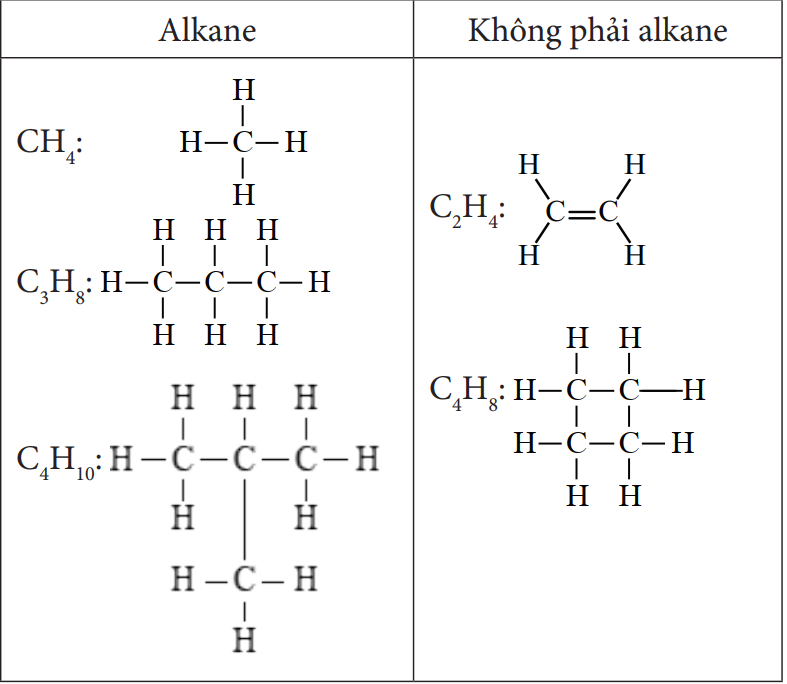 Alkane
Không phải alkane
CH₄:
H
H—C—H
H
C₃H₈:
H H H
H—C—C—C—H
H H H
C₄H₁₀:
H H H
H—C—C—C—H
H H
H—C—H
H
C₂H₄:
H H
C=C
H H
C₄H₈:
H H
H—C—C—H
H—C—C—H
H H